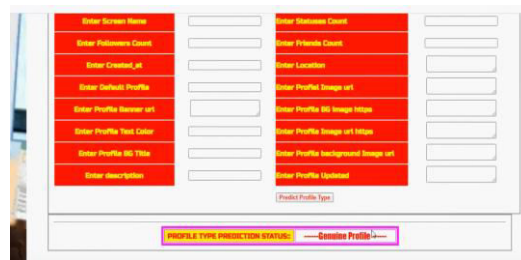 Enter Screen Name Enter Statuses Count
Enter Followers Count Enter Friends Count
Enter Created_at Enter Location
Enter Default Profile Enter Profiel Image url
Enter Profile Banner url Enter Profile BG Image https
Enter Profile Text Color Enter Profile Image url https
Enter Profile BG Title Enter Profile background Image url
Enter description Enter Profile Updated
Predict Profile Type
PROFILE TYPE PREDICTION STATUS: Genuine Profile